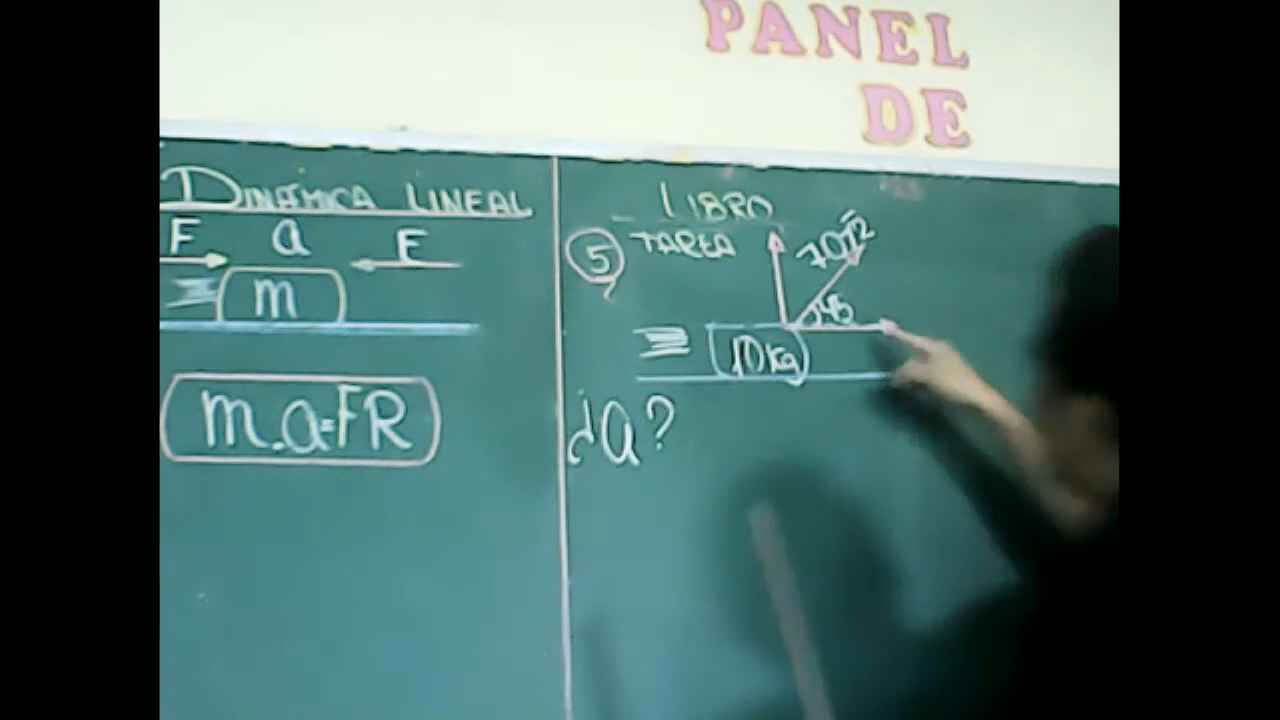 PANEL
DE
DINÁMICA LINEAL
F a F
m
m.a=FR
LIBRO
5 TAREA
70√2
45
10kg
¿a?